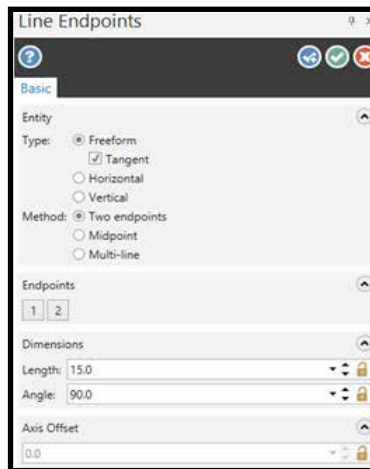 Line Endpoints
Basic
Entity
Type: Freeform
Tangent
Horizontal
Vertical
Method: Two endpoints
Midpoint
Multi-line
Endpoints
1 2
Dimensions
Length: 15.0
Angle: 90.0
Axis Offset
0.0